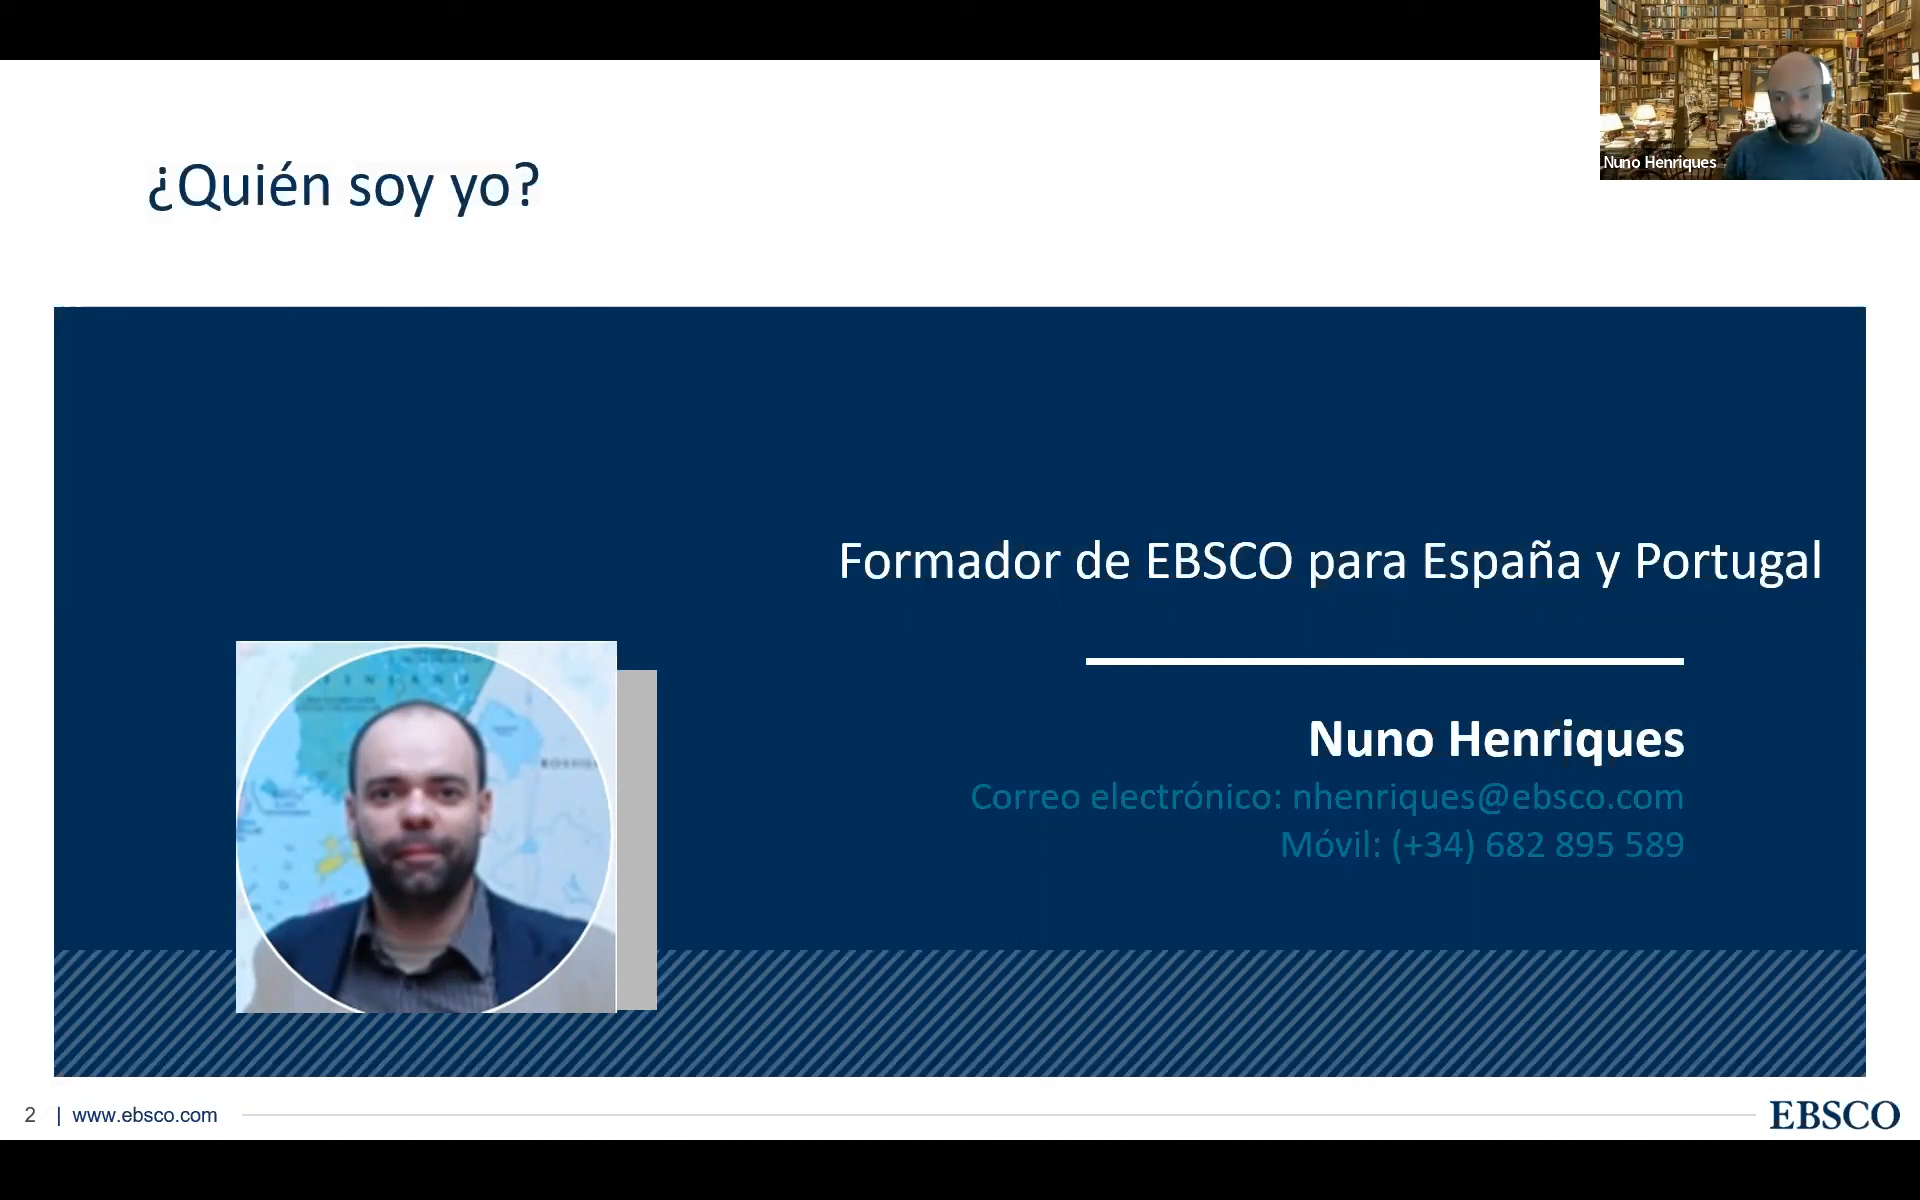 Nuno Henriques
¿Quién soy yo?
Formador de EBSCO para España y Portugal
FINLAND
Nuno Henriques
Correo electrónico: nhenriques@ebsco.com
Móvil: (+34) 682 895 589
2 | www.ebsco.com
EBSCO